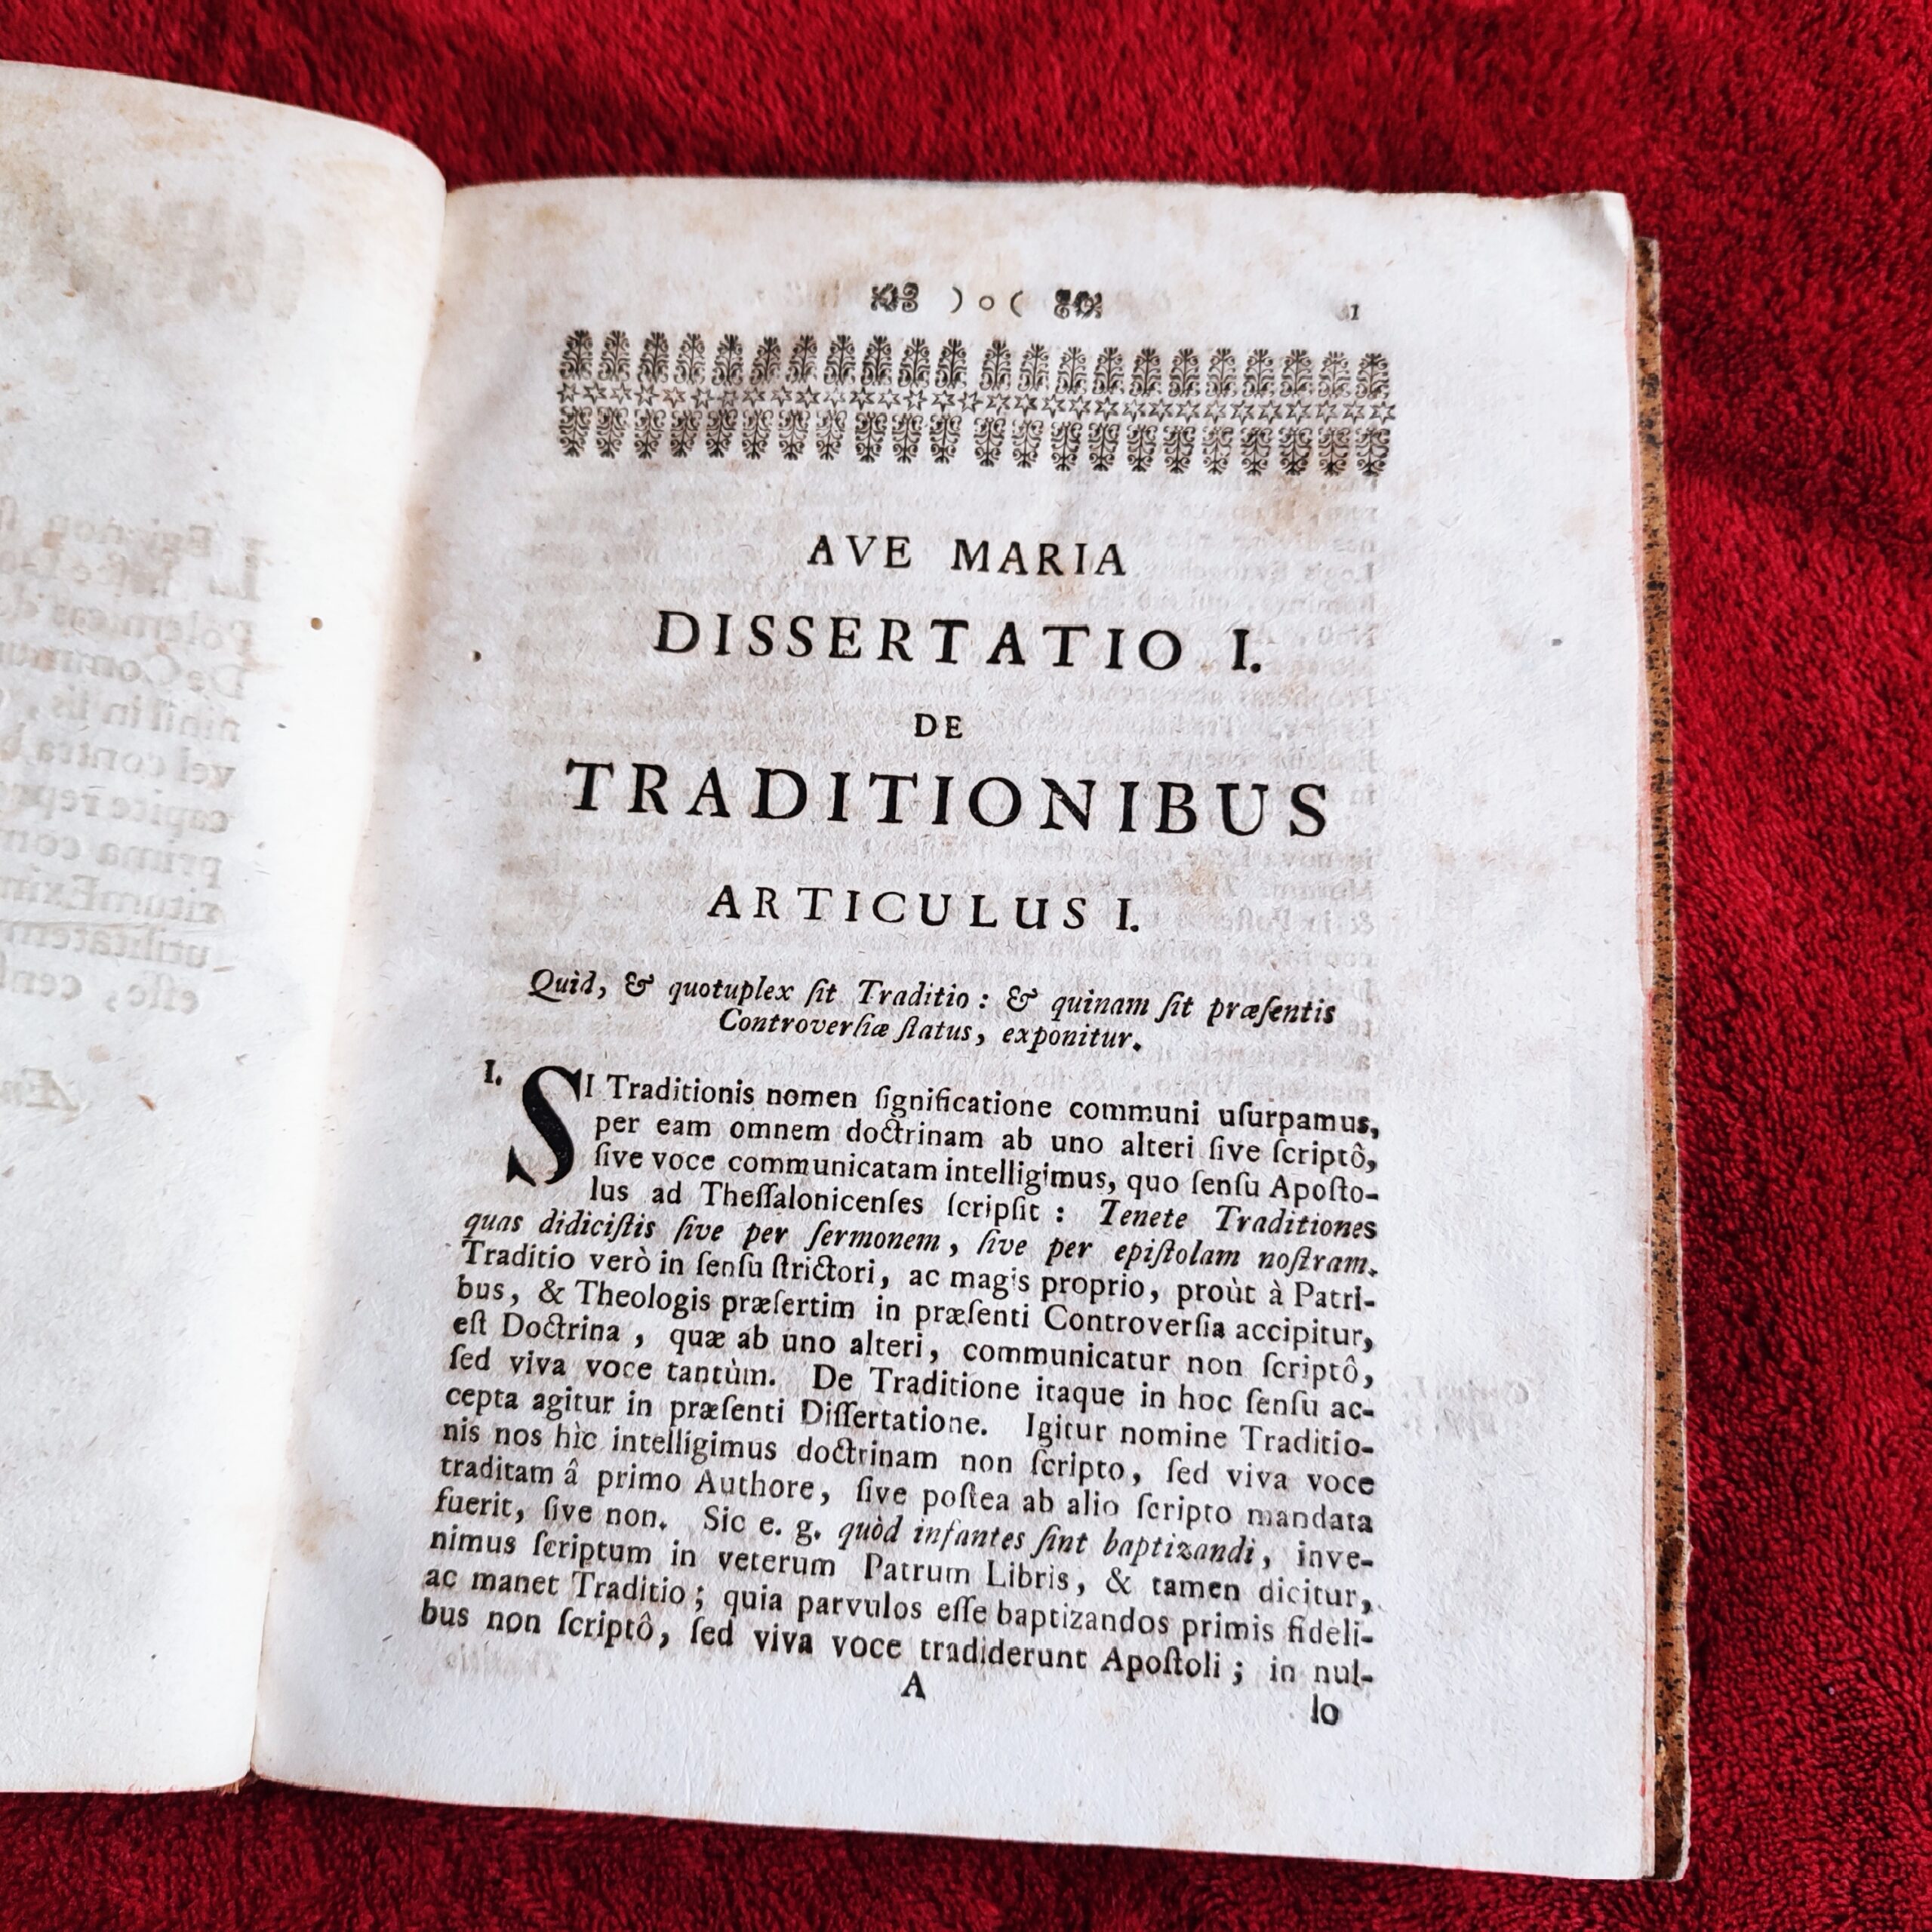 ) o ( 1
AVE MARIA
DISSERTATIO I.
DE
TRADITIONIBUS
ARTICULUS I.
Quid, & quotuplex ſit Traditio: & quinam ſit præſentis
Controverſiæ ſtatus, exponitur.
I. SI Traditionis nomen ſignificatione communi uſurpamus,
per eam omnem doctrinam ab uno alteri ſive ſcriptô,
ſive voce communicatam intelligimus, quo ſenſu Apoſto-
lus ad Theſſalonicenſes ſcripſit: Tenete Traditiones
quas didiciſtis ſive per ſermonem, ſive per epiſtolam noſtram.
Traditio verò in ſenſu ſtrictori, ac magis proprio, proùt à Patri-
bus, & Theologis præſertim in præſenti Controverſia accipitur,
eſt Doctrina, quæ ab uno alteri, communicatur non ſcriptô,
ſed viva voce tantùm. De Traditione itaque in hoc ſenſu ac-
cepta agitur in præſenti Diſſertatione. Igitur nomine Traditio-
nis nos hìc intelligimus doctrinam non ſcripto, ſed viva voce
traditam â primo Authore, ſive poſtea ab alio ſcripto mandata
fuerit, ſive non. Sic e. g. quòd infantes ſint baptizandi, inve-
nimus ſcriptum in veterum Patrum Libris, & tamen dicitur,
ac manet Traditio; quia parvulos eſſe baptizandos primis fideli-
bus non ſcriptô, ſed viva voce tradiderunt Apoſtoli; in nul-
A
lo